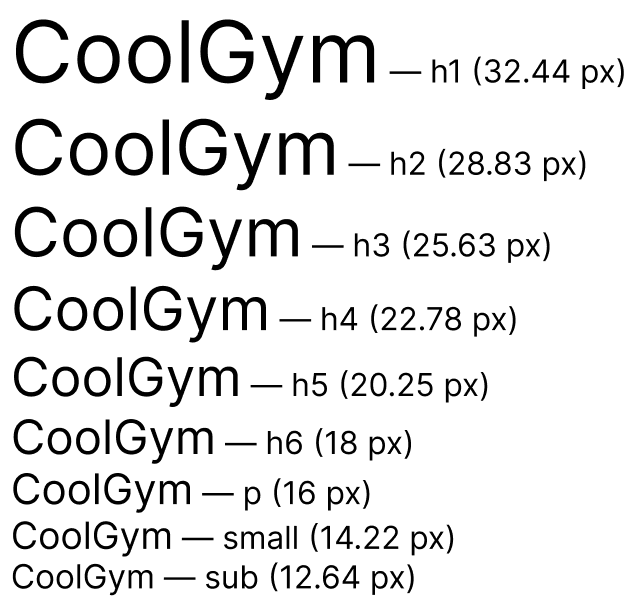 CoolGym — h1 (32.44 px)
CoolGym — h2 (28.83 px)
CoolGym — h3 (25.63 px)
CoolGym — h4 (22.78 px)
CoolGym — h5 (20.25 px)
CoolGym — h6 (18 px)
CoolGym — p (16 px)
CoolGym — small (14.22 px)
CoolGym — sub (12.64 px)